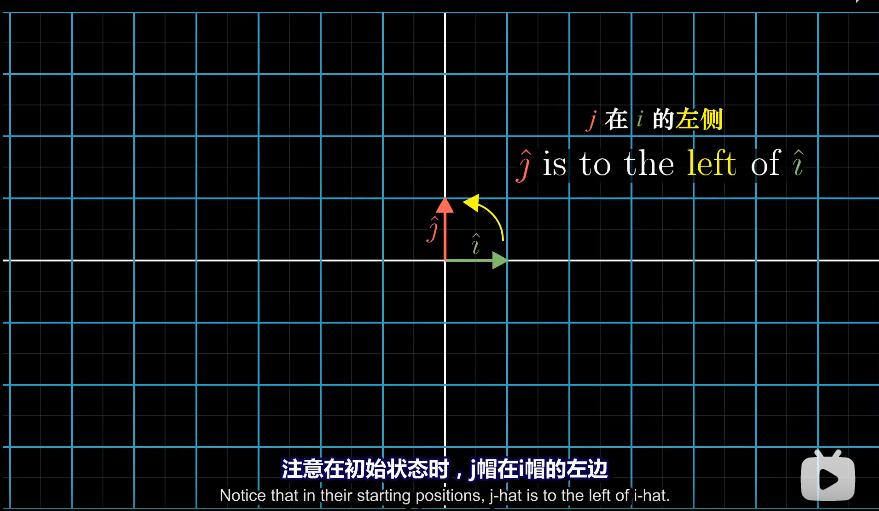 j 在 i 的左侧
ĵ is to the left of î
ĵ
î
注意在初始状态时，j帽在i帽的左边
Notice that in their starting positions, j-hat is to the left of i-hat.